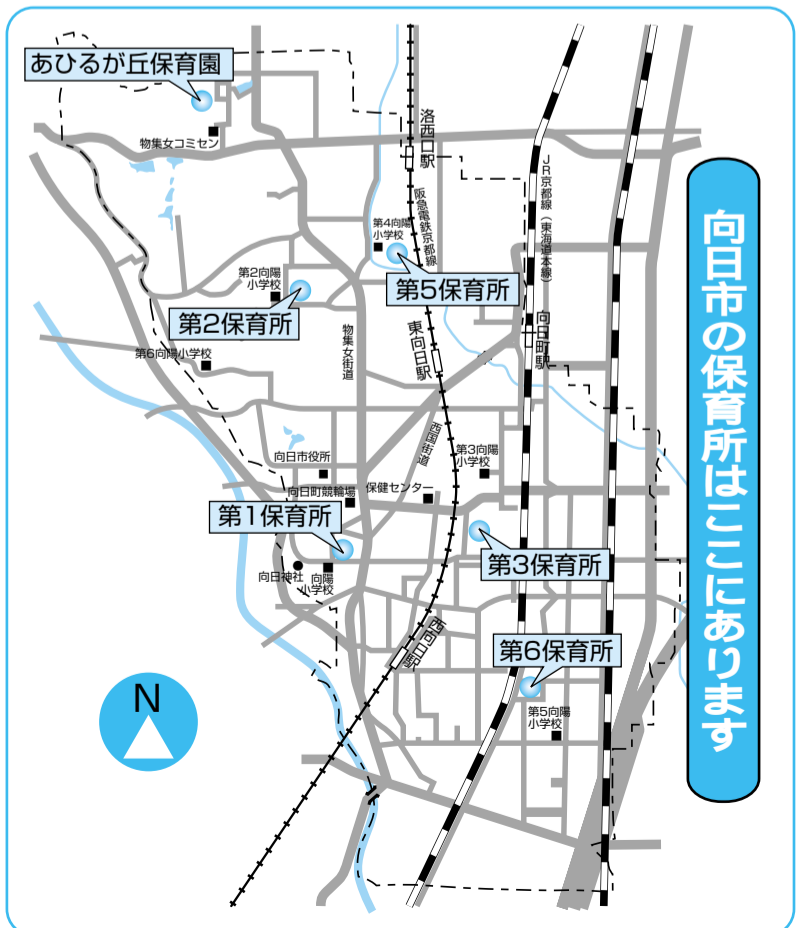 あひるが丘保育園
物集女コミセン
洛西口駅
阪急電鉄京都線
JR京都線（東海道本線）
第4向陽
小学校
第5保育所
第2向陽
小学校
第2保育所
物集女街道
東向日駅
向日町駅
第6向陽小学校
西国街道
第3向陽
小学校
向日市役所
向日町競輪場
保健センター
第1保育所
第3保育所
向日神社
向陽
小学校
西向日駅
第6保育所
第5向陽
小学校
N
向日市の保育所はここにあります